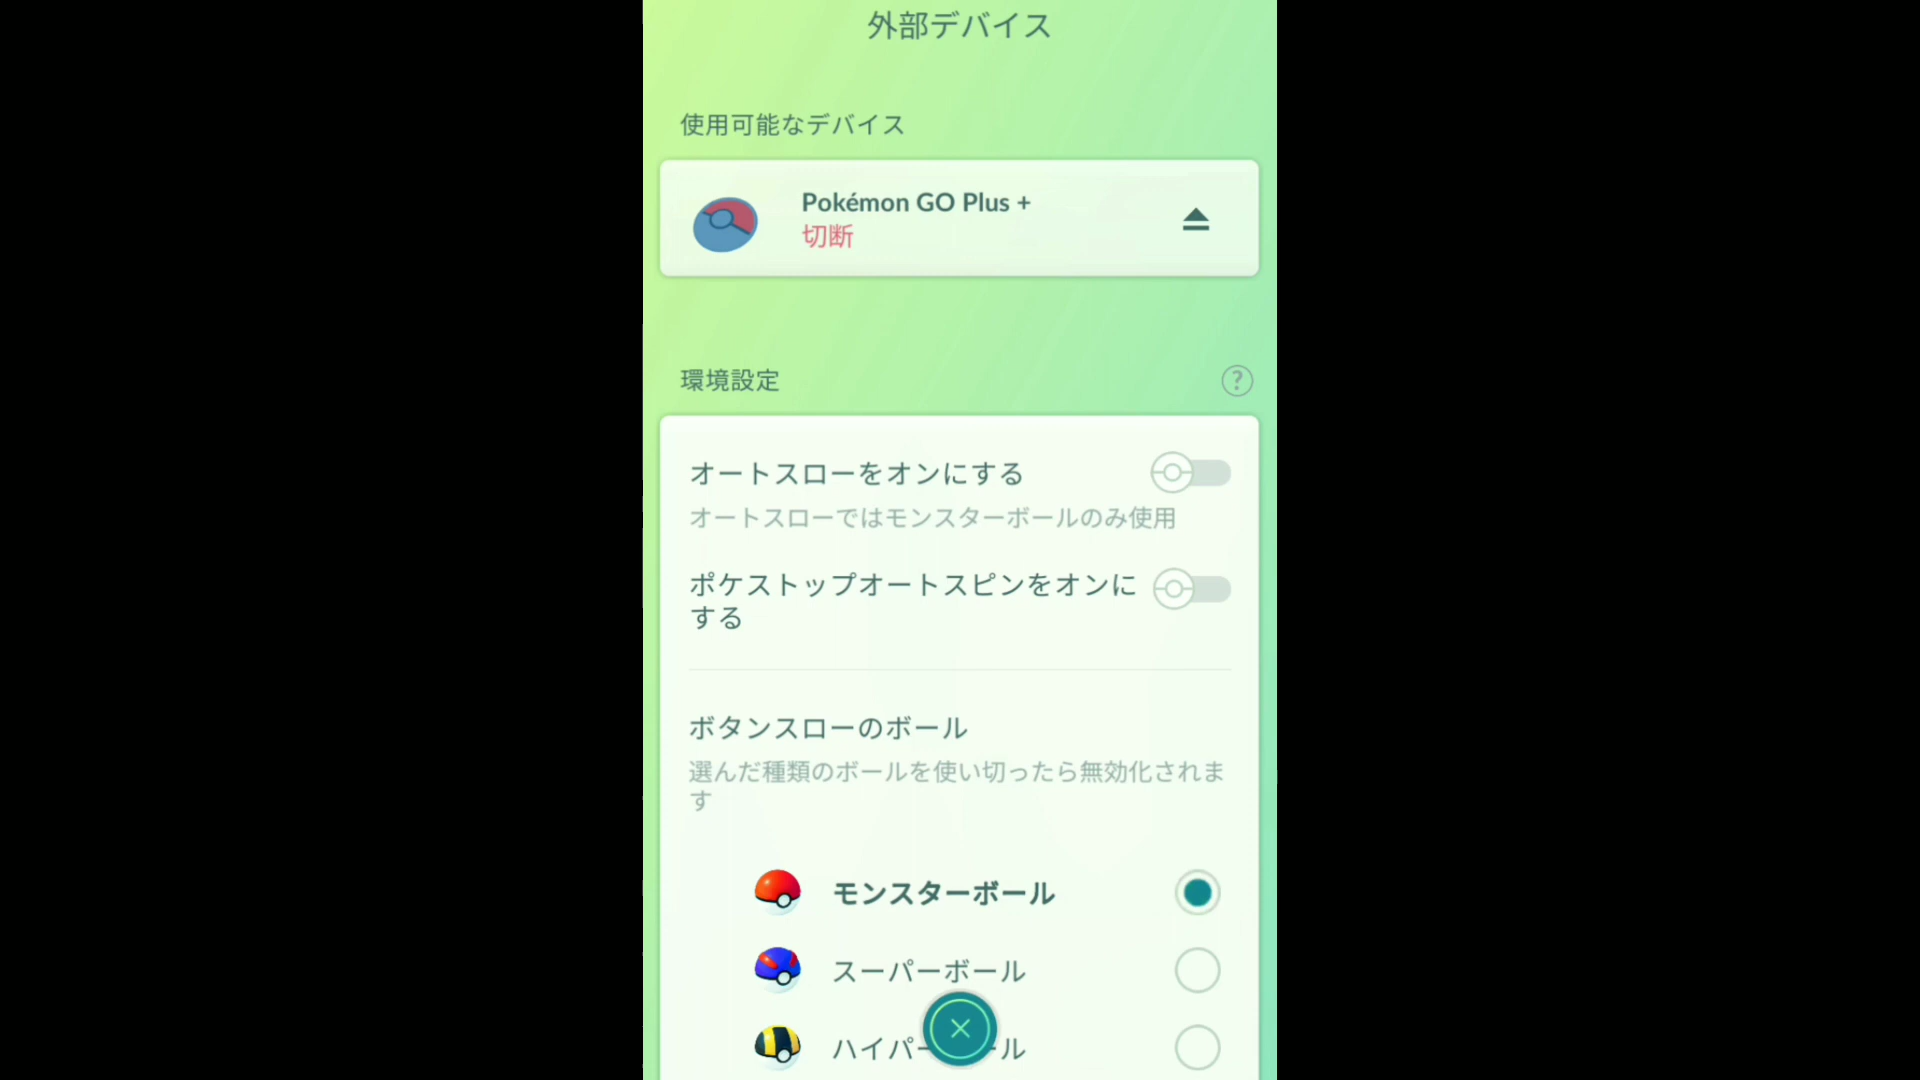 外部デバイス
使用可能なデバイス
Pokémon GO Plus +
切断
環境設定
?
オートスローをオンにする
オートスローではモンスターボールのみ使用
ポケストップオートスピンをオンに
する
ボタンスローのボール
選んだ種類のボールを使い切ったら無効化されま
す
モンスターボール
スーパーボール
ハイパー ール